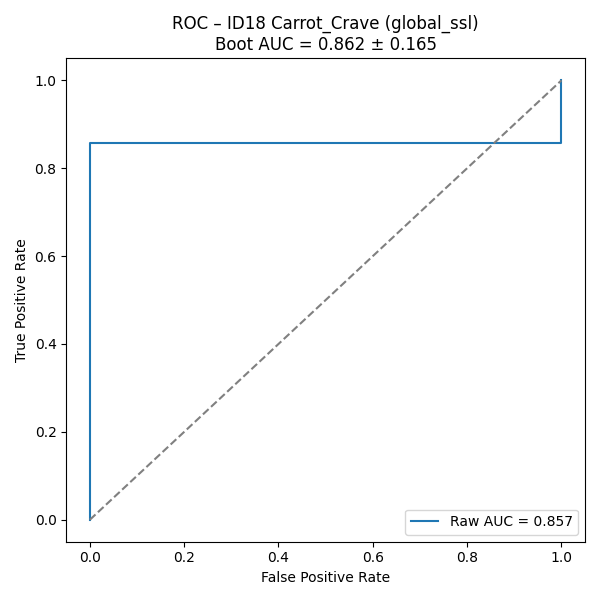 ROC – ID18 Carrot_Crave (global_ssl)
Boot AUC = 0.862 ± 0.165
1.0
0.8
0.6
0.4
0.2
0.0
True Positive Rate
Raw AUC = 0.857
0.0 0.2 0.4 0.6 0.8 1.0
False Positive Rate